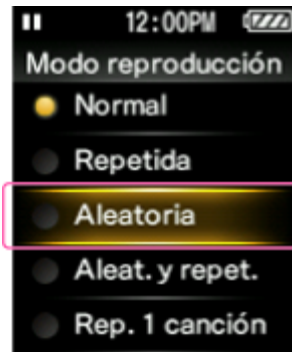 12:00PM
Modo reproducción
Normal
Repetida
Aleatoria
Aleat. y repet.
Rep. 1 canción